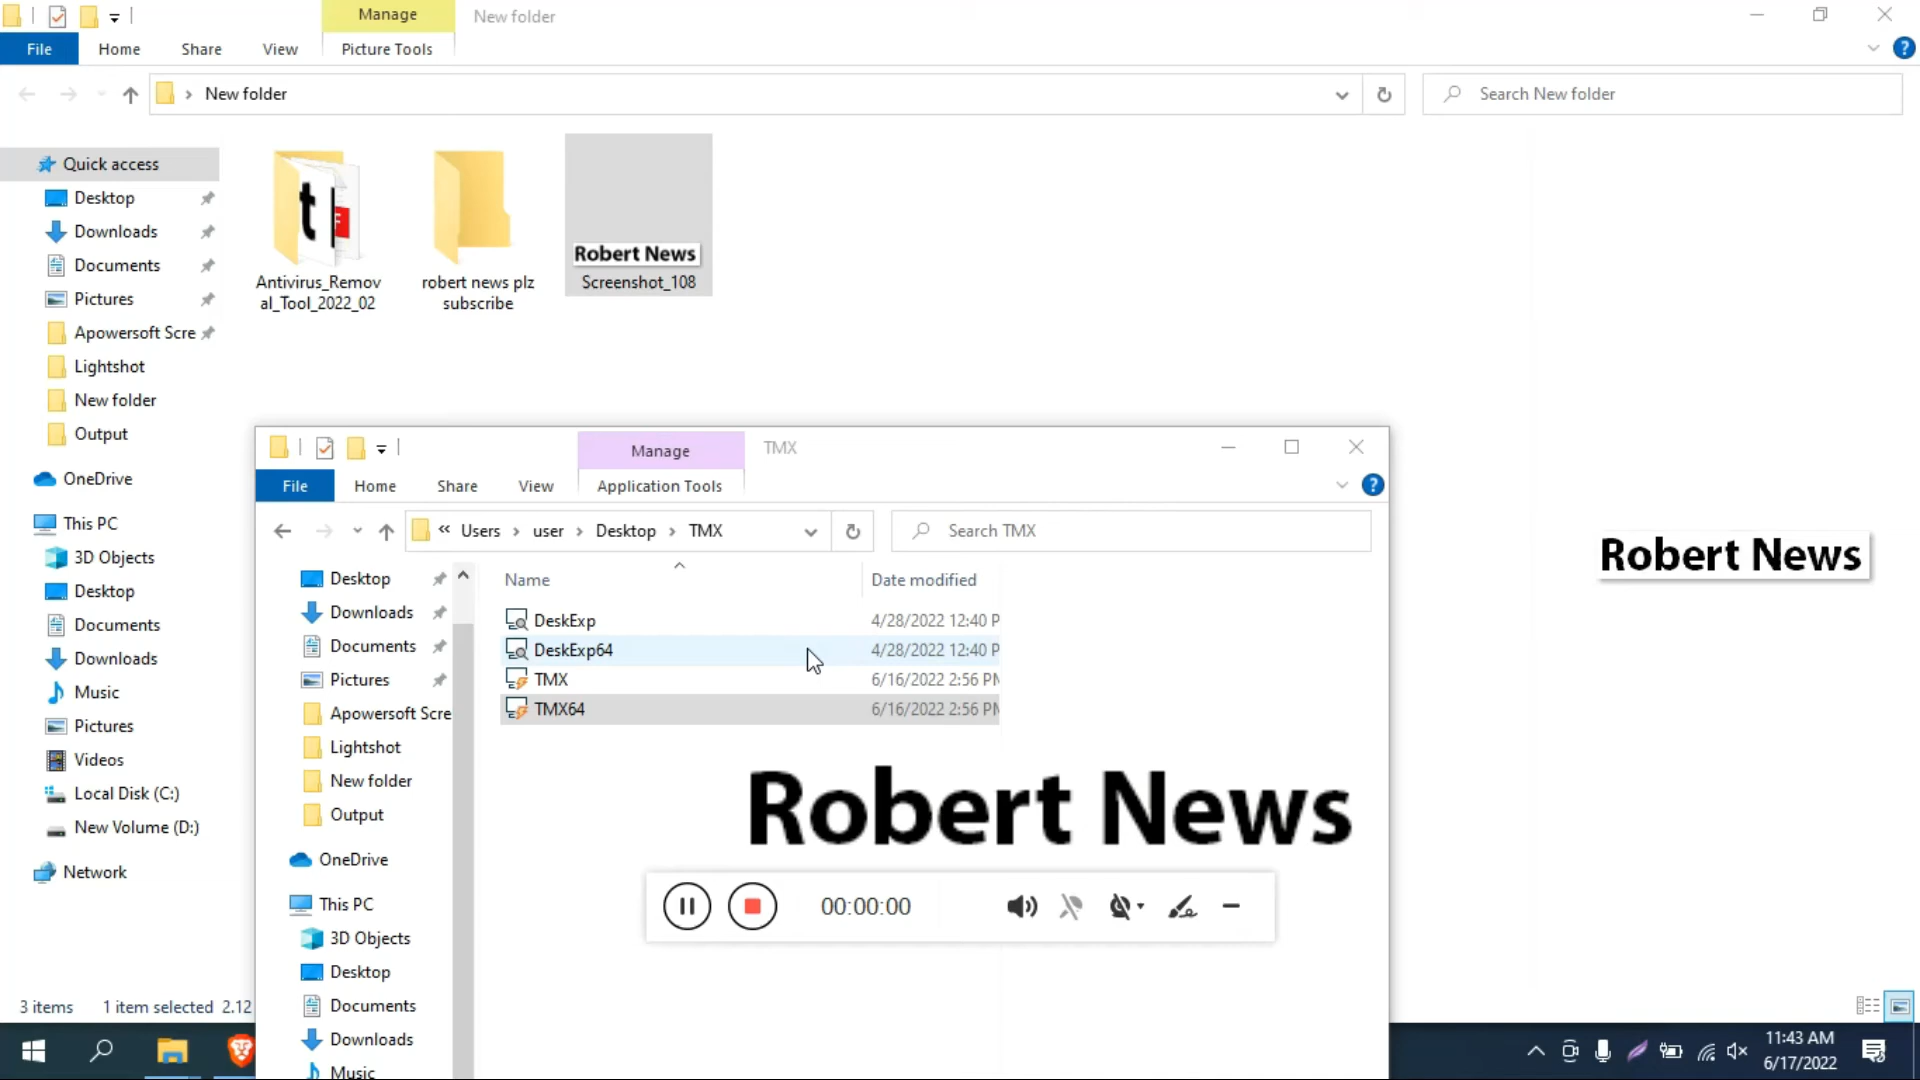 Manage
New folder
File
Home
Share
View
Picture Tools
New folder
Search New folder
Quick access
Desktop
Downloads
Documents
Pictures
Apowersoft Scre
Lightshot
New folder
Output
OneDrive
This PC
3D Objects
Desktop
Documents
Downloads
Music
Pictures
Videos
Local Disk (C:)
New Volume (D:)
Network
Antivirus_Remov
al_Tool_2022_02
robert news plz
subscribe
Robert News
Screenshot_108
Manage
TMX
File
Home
Share
View
Application Tools
« Users > user > Desktop > TMX
Search TMX
Desktop
Downloads
Documents
Pictures
Apowersoft Scre
Lightshot
New folder
Output
OneDrive
This PC
3D Objects
Desktop
Documents
Downloads
Music
Name
Date modified
DeskExp
4/28/2022 12:40 P
DeskExp64
4/28/2022 12:40 P
TMX
6/16/2022 2:56 PM
TMX64
6/16/2022 2:56 PM
Robert News
Robert News
00:00:00
3 items
1 item selected 2.12
11:43 AM
6/17/2022